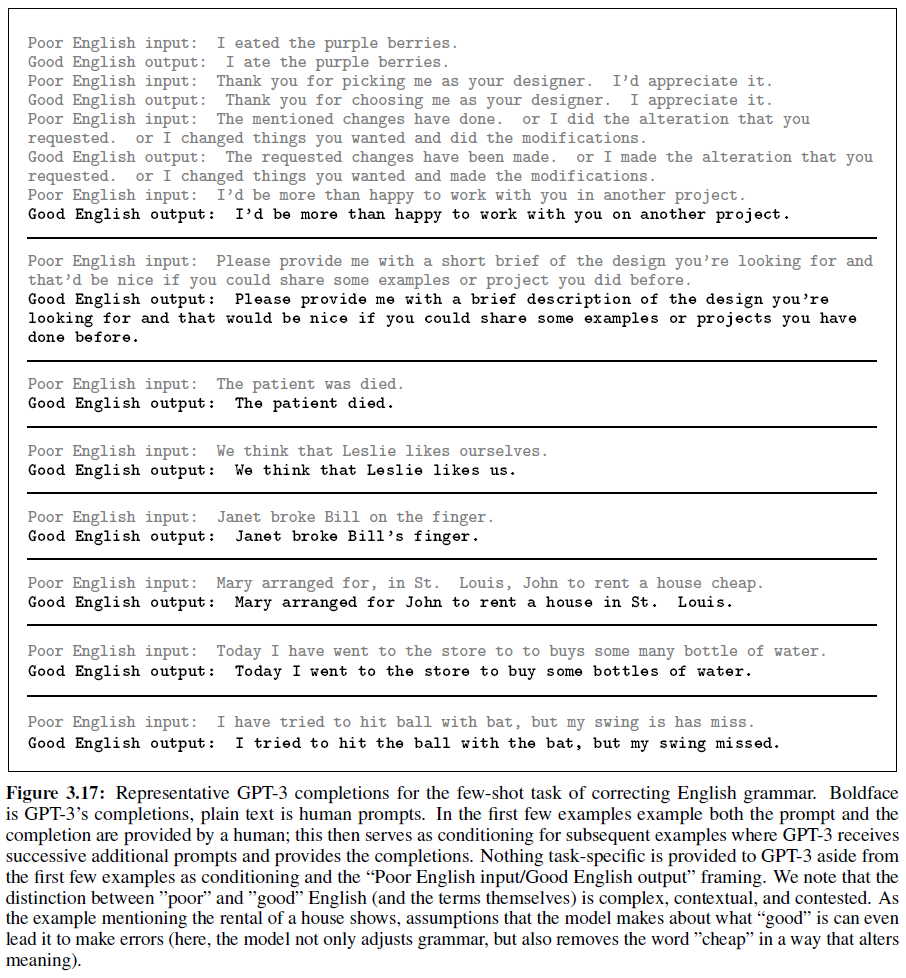 Poor English input: I eated the purple berries.
Good English output: I ate the purple berries.
Poor English input: Thank you for picking me as your designer. I'd appreciate it.
Good English output: Thank you for choosing me as your designer. I appreciate it.
Poor English input: The mentioned changes have done. or I did the alteration that you
requested. or I changed things you wanted and did the modifications.
Good English output: The requested changes have been made. or I made the alteration that you
requested. or I changed things you wanted and made the modifications.
Poor English input: I'd be more than happy to work with you in another project.
Good English output: I'd be more than happy to work with you on another project.
Poor English input: Please provide me with a short brief of the design you're looking for and
that'd be nice if you could share some examples or project you did before.
Good English output: Please provide me with a brief description of the design you're
looking for and that would be nice if you could share some examples or projects you have
done before.
Poor English input: The patient was died.
Good English output: The patient died.
Poor English input: We think that Leslie likes ourselves.
Good English output: We think that Leslie likes us.
Poor English input: Janet broke Bill on the finger.
Good English output: Janet broke Bill's finger.
Poor English input: Mary arranged for, in St. Louis, John to rent a house cheap.
Good English output: Mary arranged for John to rent a house in St. Louis.
Poor English input: Today I have went to the store to to buys some many bottle of water.
Good English output: Today I went to the store to buy some bottles of water.
Poor English input: I have tried to hit ball with bat, but my swing is has miss.
Good English output: I tried to hit the ball with the bat, but my swing missed.
Figure 3.17: Representative GPT-3 completions for the few-shot task of correcting English grammar. Boldface
is GPT-3's completions, plain text is human prompts. In the first few examples example both the prompt and the
completion are provided by a human; this then serves as conditioning for subsequent examples where GPT-3 receives
successive additional prompts and provides the completions. Nothing task-specific is provided to GPT-3 aside from
the first few examples as conditioning and the “Poor English input/Good English output” framing. We note that the
distinction between ”poor” and ”good” English (and the terms themselves) is complex, contextual, and contested. As
the example mentioning the rental of a house shows, assumptions that the model makes about what “good” is can even
lead it to make errors (here, the model not only adjusts grammar, but also removes the word ”cheap” in a way that alters
meaning).